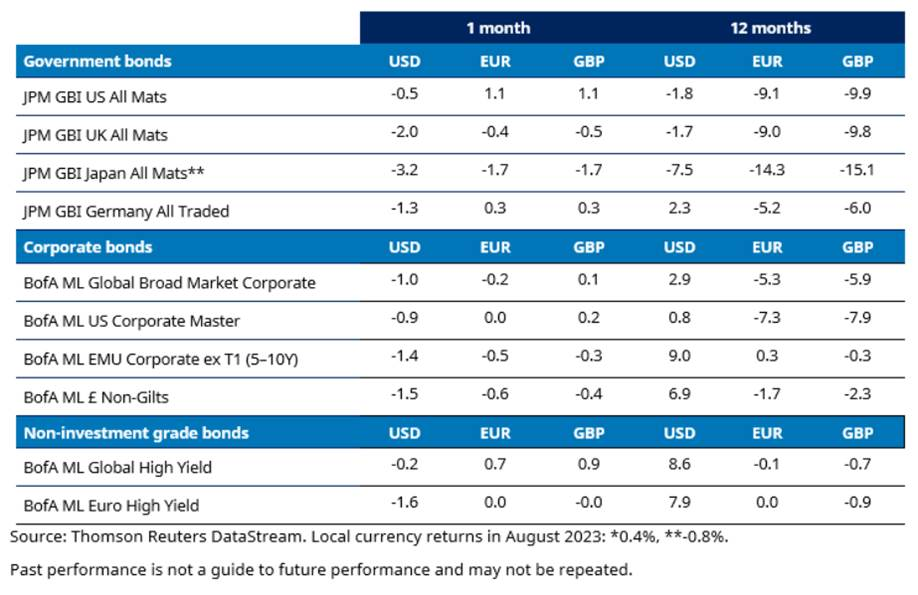 1 month 12 months
Government bonds USD EUR GBP USD EUR GBP
JPM GBI US All Mats -0.5 1.1 1.1 -1.8 -9.1 -9.9
JPM GBI UK All Mats -2.0 -0.4 -0.5 -1.7 -9.0 -9.8
JPM GBI Japan All Mats** -3.2 -1.7 -1.7 -7.5 -14.3 -15.1
JPM GBI Germany All Traded -1.3 0.3 0.3 2.3 -5.2 -6.0
Corporate bonds USD EUR GBP USD EUR GBP
BofA ML Global Broad Market Corporate -1.0 -0.2 0.1 2.9 -5.3 -5.9
BofA ML US Corporate Master -0.9 0.0 0.2 0.8 -7.3 -7.9
BofA ML EMU Corporate ex T1 (5–10Y) -1.4 -0.5 -0.3 9.0 0.3 -0.3
BofA ML £ Non-Gilts -1.5 -0.6 -0.4 6.9 -1.7 -2.3
Non-investment grade bonds USD EUR GBP USD EUR GBP
BofA ML Global High Yield -0.2 0.7 0.9 8.6 -0.1 -0.7
BofA ML Euro High Yield -1.6 0.0 -0.0 7.9 0.0 -0.9
Source: Thomson Reuters DataStream. Local currency returns in August 2023: *0.4%, **-0.8%.
Past performance is not a guide to future performance and may not be repeated.